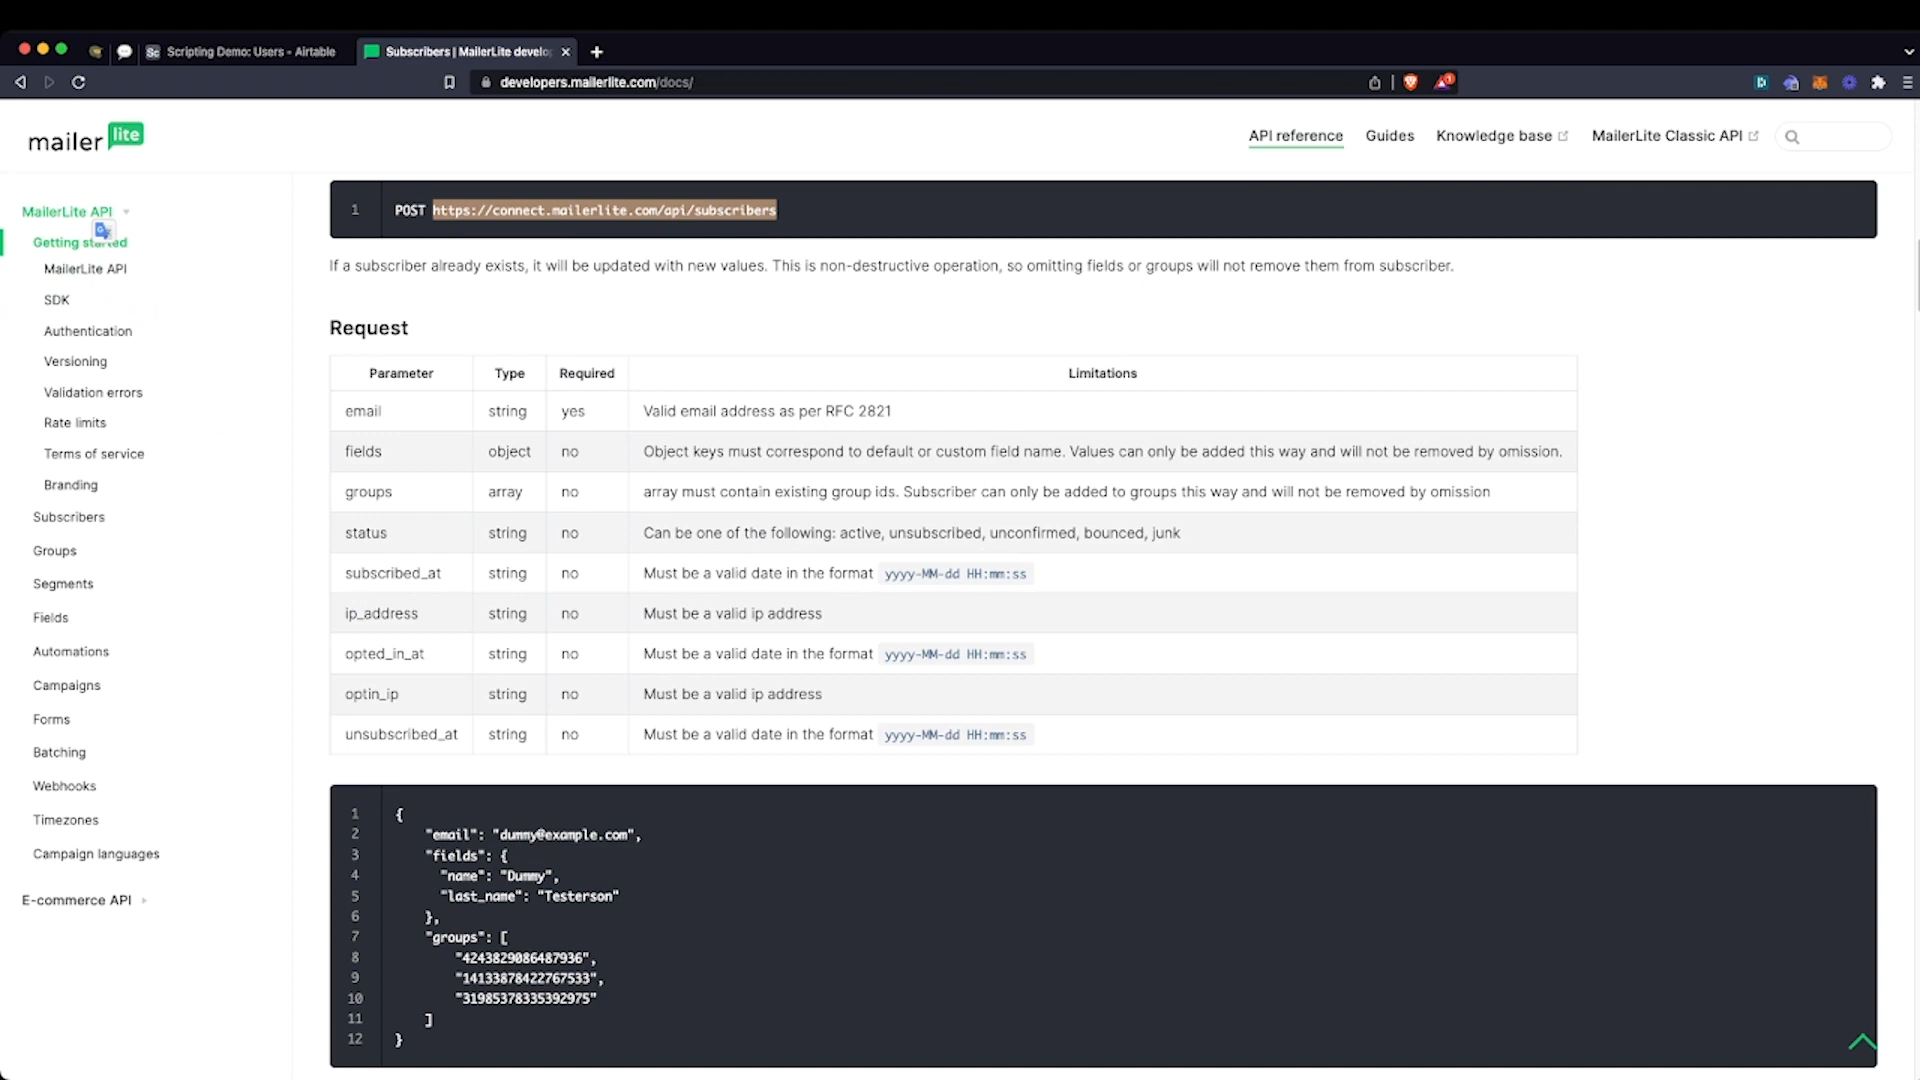 Sc Scripting Demo: Users - Airtable
Subscribers | MailerLite develo
developers.mailerlite.com/docs/
1
mailer lite
API reference
Guides
Knowledge base
MailerLite Classic API
MailerLite API
Getting started
MailerLite API
SDK
Authentication
Versioning
Validation errors
Rate limits
Terms of service
Branding
Subscribers
Groups
Segments
Fields
Automations
Campaigns
Forms
Batching
Webhooks
Timezones
Campaign languages
E-commerce API
1 POST https://connect.mailerlite.com/api/subscribers
If a subscriber already exists, it will be updated with new values. This is non-destructive operation, so omitting fields or groups will not remove them from subscriber.
Request
Parameter Type Required Limitations
email string yes Valid email address as per RFC 2821
fields object no Object keys must correspond to default or custom field name. Values can only be added this way and will not be removed by omission.
groups array no array must contain existing group ids. Subscriber can only be added to groups this way and will not be removed by omission
status string no Can be one of the following: active, unsubscribed, unconfirmed, bounced, junk
subscribed_at string no Must be a valid date in the format yyyy-MM-dd HH:mm:ss
ip_address string no Must be a valid ip address
opted_in_at string no Must be a valid date in the format yyyy-MM-dd HH:mm:ss
optin_ip string no Must be a valid ip address
unsubscribed_at string no Must be a valid date in the format yyyy-MM-dd HH:mm:ss
1 {
2 "email": "dummy@example.com",
3 "fields": {
4 "name": "Dummy",
5 "last_name": "Testerson"
6 },
7 "groups": [
8 "4243829086487936",
9 "14133878422767533",
10 "31985378335392975"
11 ]
12 }